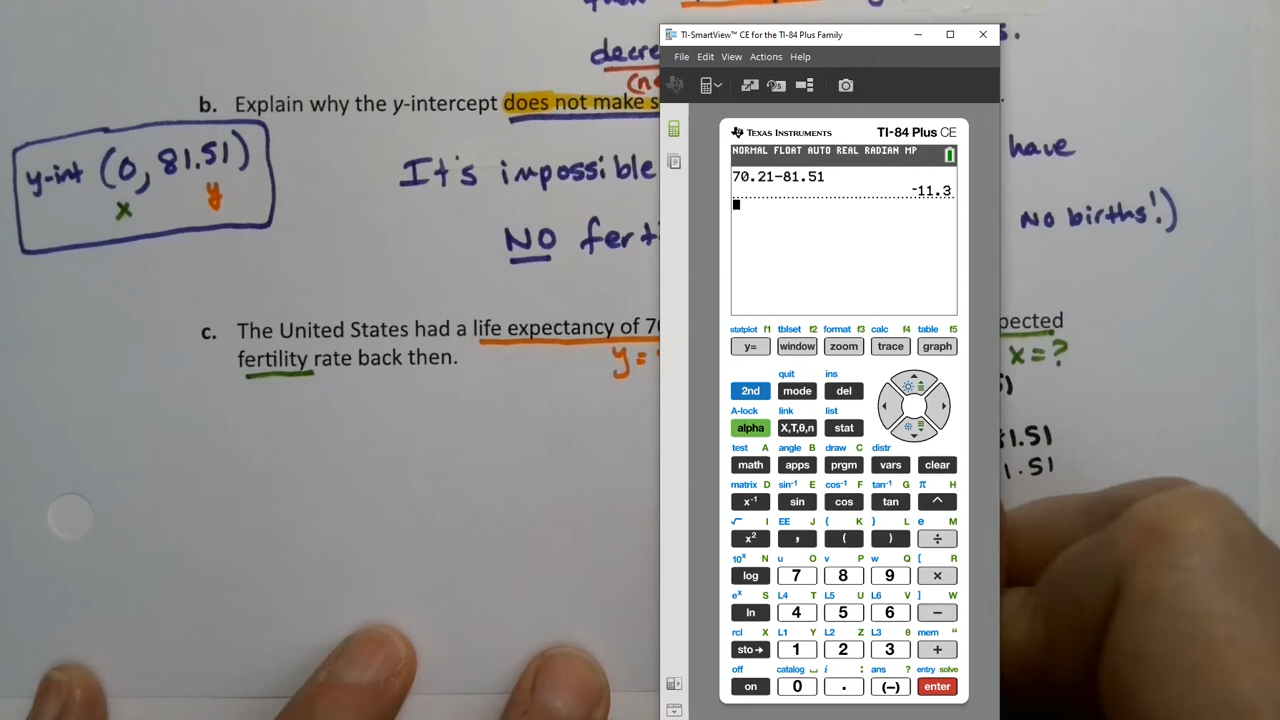 decre
b. Explain why the y-intercept does not make s
y-int (0, 81.51)
x y
It's impossible
have
NO ferti
NO births!)
c. The United States had a life expectancy of 70
pected
fertility rate back then.
y =
x = ?
1.51
1.51
TI-SmartView™ CE for the TI-84 Plus Family
File Edit View Actions Help
TEXAS INSTRUMENTS TI-84 Plus CE
NORMAL FLOAT AUTO REAL RADIAN MP
70.21-81.51
-11.3
statplot f1 tblset f2 format f3 calc f4 table f5
y= window zoom trace graph
quit ins
2nd mode del
A-lock link list
alpha X,T,θ,n stat
test A angle B draw C distr
math apps prgm vars clear
matrix D sin⁻¹ E cos⁻¹ F tan⁻¹ G π H
x⁻¹ sin cos tan ^
√ I EE J { K } L e M
x² , ( ) ÷
10ˣ N u O v P w Q [ R
log 7 8 9 ×
eˣ S L4 T L5 U L6 V ] W
ln 4 5 6 −
rcl X L1 Y L2 Z L3 θ mem "
sto→ 1 2 3 +
off catalog ⎵ i : ans ? entry solve
on 0 . (−) enter